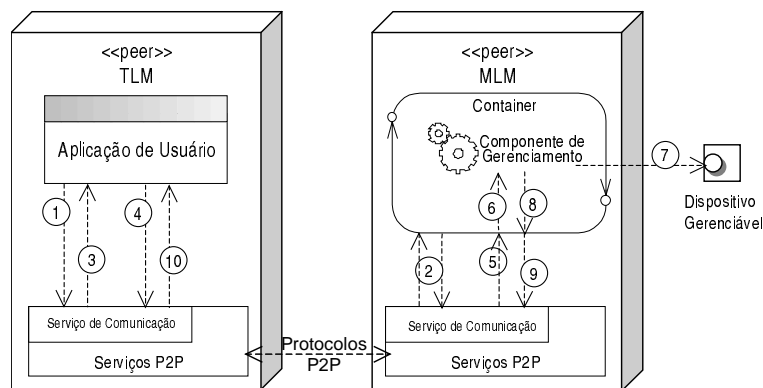 <<peer>>
TLM
Aplicação de Usuário
1
3
4
10
Serviço de Comunicação
Serviços P2P
Protocolos
P2P
<<peer>>
MLM
Container
Componente de
Gerenciamento
7
Dispositivo
Gerenciável
6
8
2
5
9
Serviço de Comunicação
Serviços P2P